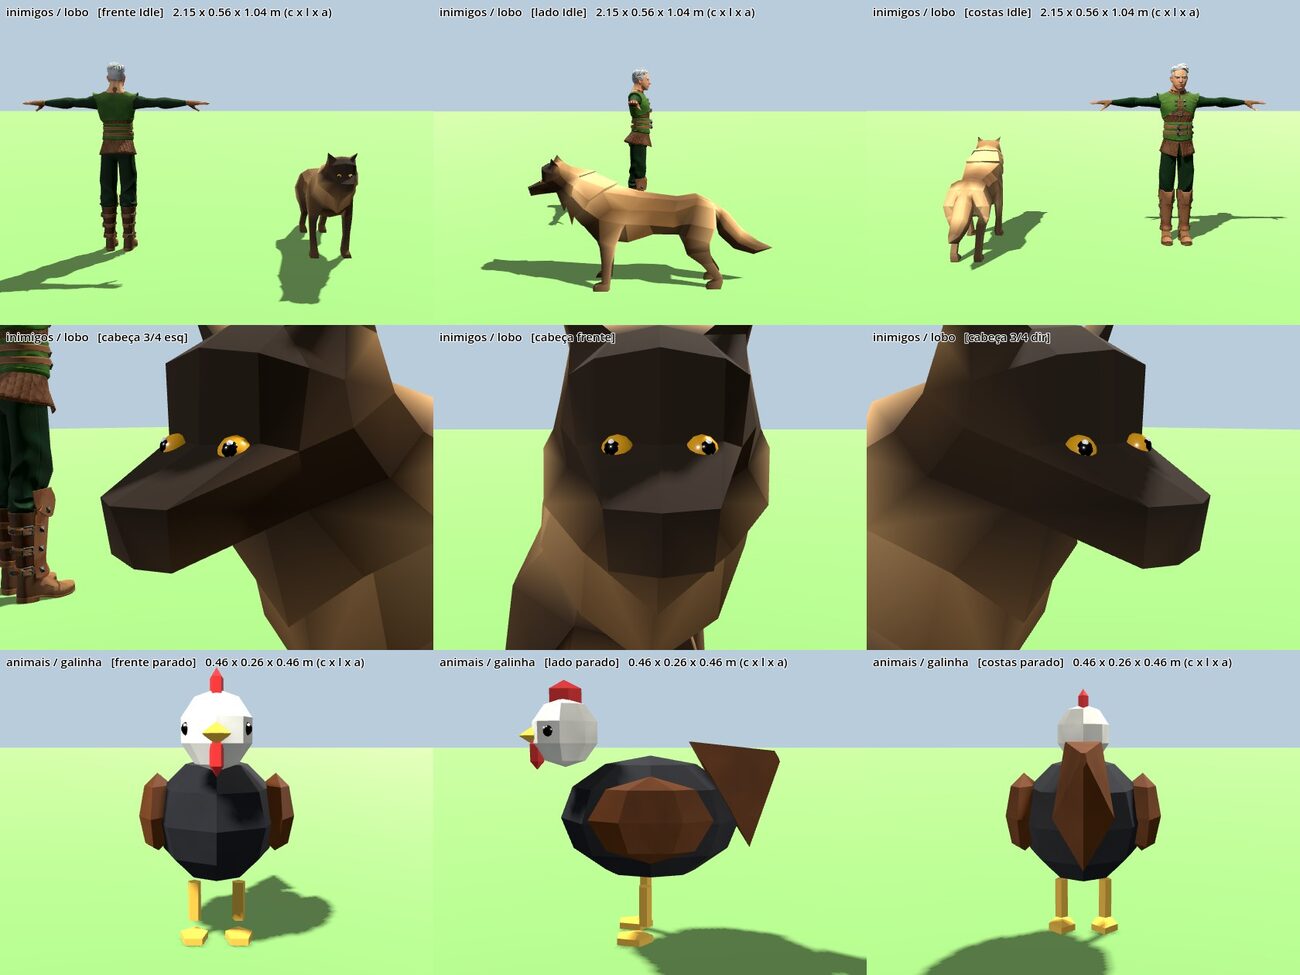 inimigos / lobo [frente Idle] 2.15 x 0.56 x 1.04 m (c x l x a)
inimigos / lobo [lado Idle] 2.15 x 0.56 x 1.04 m (c x l x a)
inimigos / lobo [costas Idle] 2.15 x 0.56 x 1.04 m (c x l x a)
inimigos / lobo [cabeça 3/4 esq]
inimigos / lobo [cabeça frente]
inimigos / lobo [cabeça 3/4 dir]
animais / galinha [frente parado] 0.46 x 0.26 x 0.46 m (c x l x a)
animais / galinha [lado parado] 0.46 x 0.26 x 0.46 m (c x l x a)
animais / galinha [costas parado] 0.46 x 0.26 x 0.46 m (c x l x a)